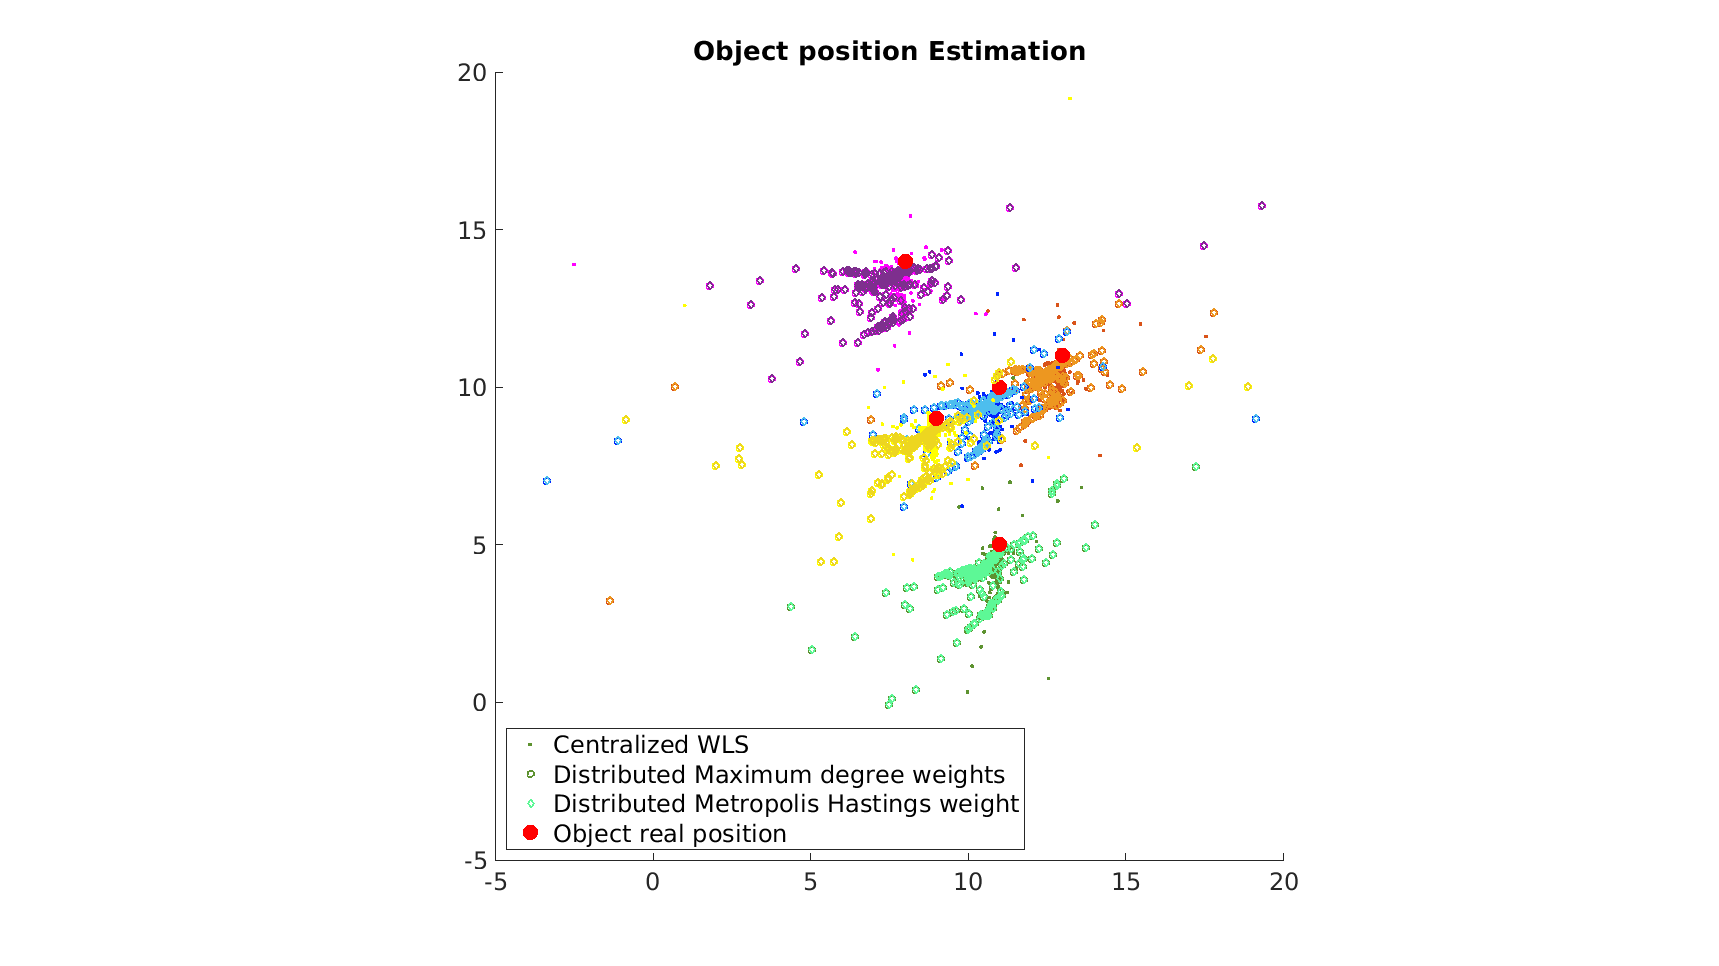 Object position Estimation
20
15
10
5
0
-5
-5 0 5 10 15 20
Centralized WLS
Distributed Maximum degree weights
Distributed Metropolis Hastings weight
Object real position